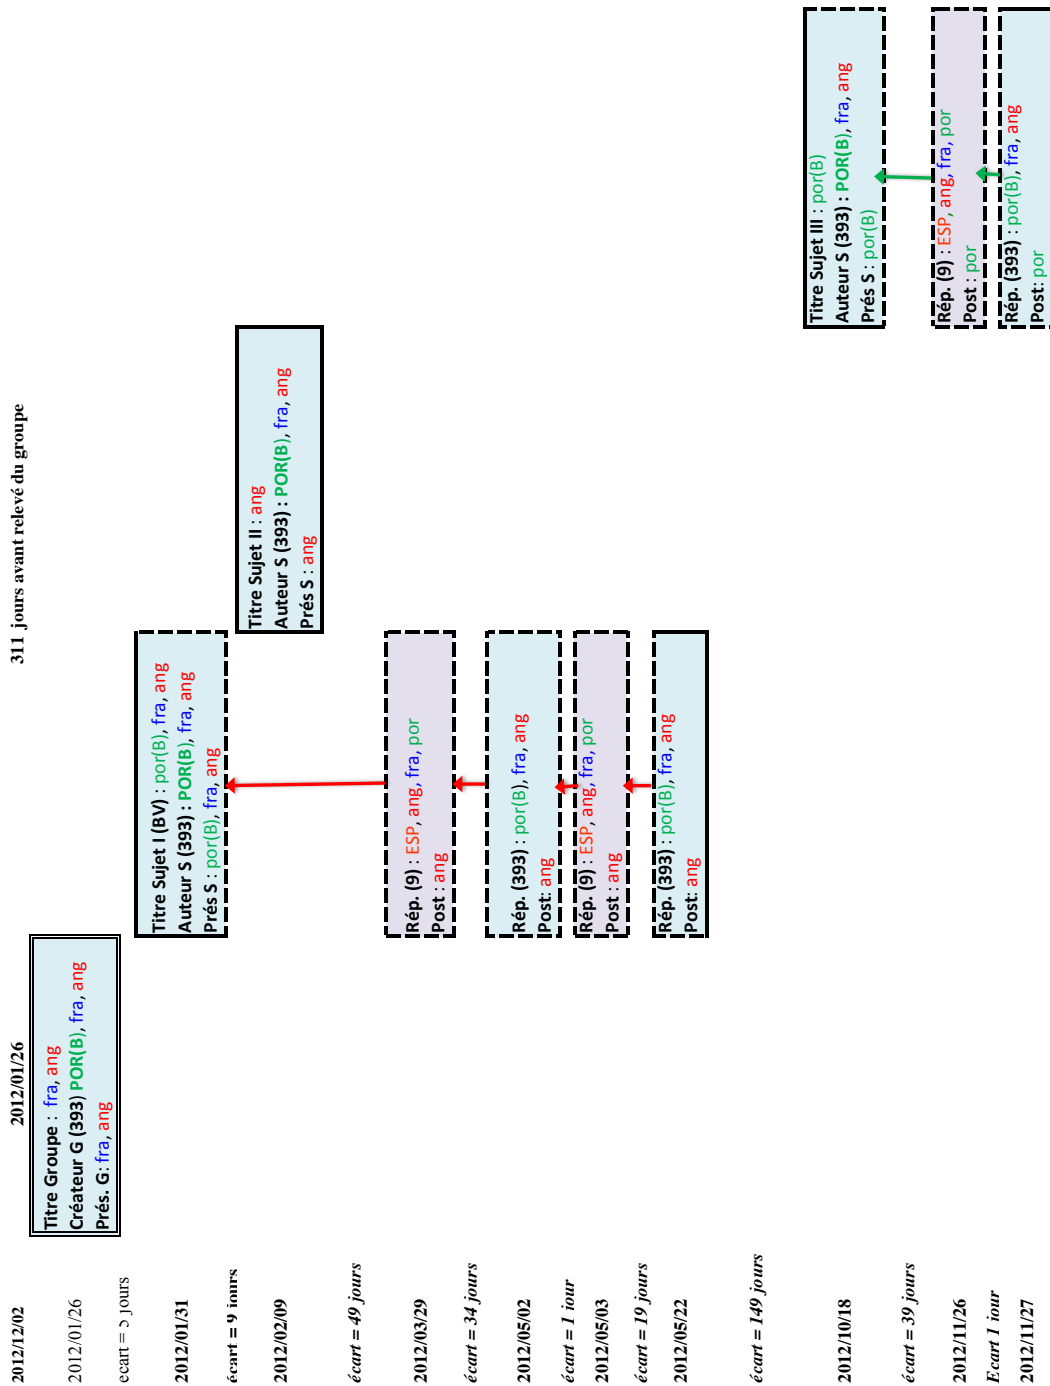 2012/12/02
2012/01/26
311 jours avant relevé du groupe
2012/01/26
Titre Groupe : fra, ang
Créateur G (393) POR(B), fra, ang
Prés. G: fra, ang
écart = 5 jours
2012/01/31
Titre Sujet I (BV) : por(B), fra, ang
Auteur S (393) : POR(B), fra, ang
Prés S : por(B), fra, ang
écart = 9 jours
2012/02/09
Titre Sujet II : ang
Auteur S (393) : POR(B), fra, ang
Prés S : ang
écart = 49 jours
2012/03/29
Rép. (9) : ESP, ang, fra, por
Post : ang
écart = 34 jours
2012/05/02
Rép. (393) : por(B), fra, ang
Post: ang
écart = 1 jour
2012/05/03
Rép. (9) : ESP, ang, fra, por
Post : ang
écart = 19 jours
2012/05/22
Rép. (393) : por(B), fra, ang
Post: ang
écart = 149 jours
2012/10/18
Titre Sujet III : por(B)
Auteur S (393) : POR(B), fra, ang
Prés S : por(B)
écart = 39 jours
2012/11/26
Rép. (9) : ESP, ang, fra, por
Post : por
Ecart 1 jour
2012/11/27
Rép. (393) : por(B), fra, ang
Post: por